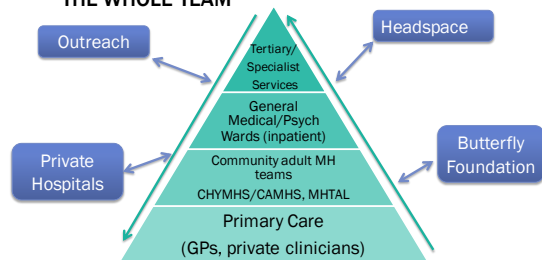 THE WHOLE TEAM
Outreach
Headspace
Tertiary/
Specialist
Services
General
Medical/Psych
Wards (inpatient)
Private
Hospitals
Butterfly
Foundation
Community adult MH
teams
CHYMHS/CAMHS, MHTAL
Primary Care
(GPs, private clinicians)